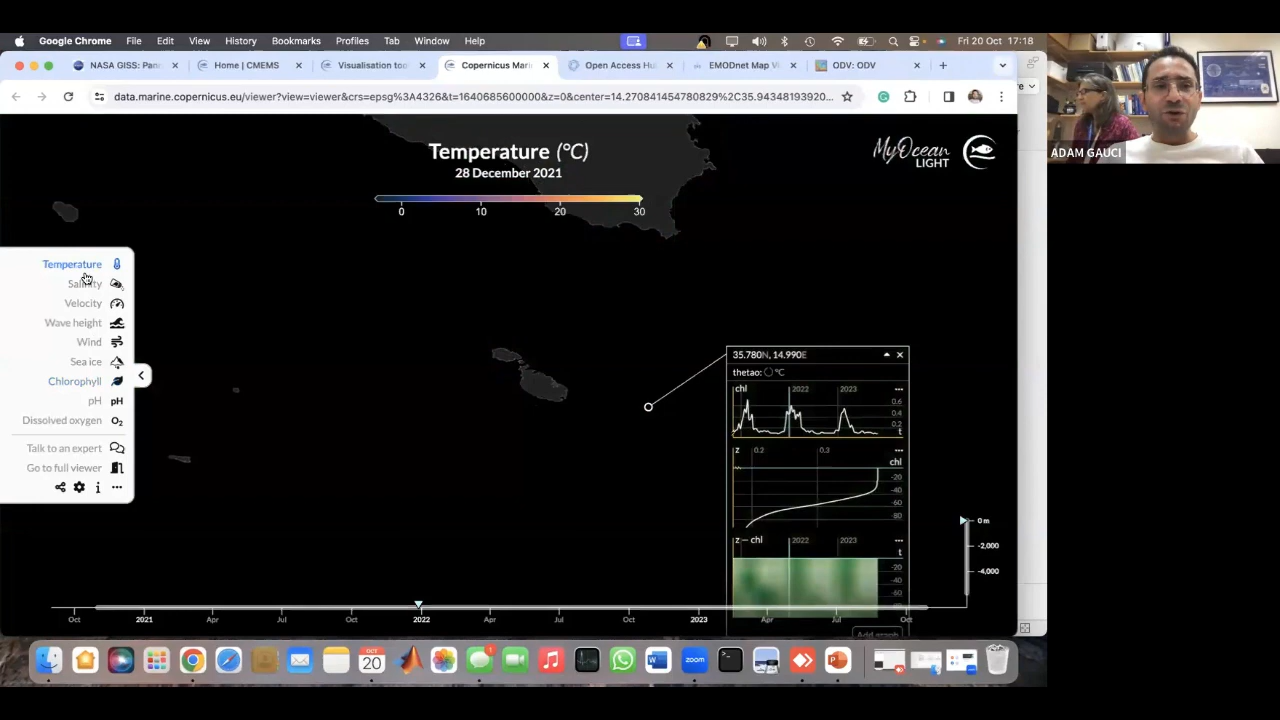 Google Chrome File Edit View History Bookmarks Profiles Tab Window Help Fri 20 Oct 17:18
NASA GISS: Pan Home | CMEMS Visualisation too Copernicus Mari Open Access Hu EMODnet Map V ODV: ODV
data.marine.copernicus.eu/viewer?view=viewer&crs=epsg%3A4326&t=1640685600000&z=0&center=14.270841454780829%2C35.94348193920...
Temperature (°C)
28 December 2021
0 10 20 30
MyOcean
LIGHT
ADAM GAUCI
Temperature
Salinity
Velocity
Wave height
Wind
Sea ice
Chlorophyll
pH pH
Dissolved oxygen O₂
Talk to an expert
Go to full viewer
35.780N, 14.990E
thetao: °C
chl 2022 2023
0.6
0.4
0.2
t
z 0.2 0.3
chl
-20
-40
-60
-80
z — chl 2022 2023
t
-20
-40
-60
Add graph
0 m
-2,000
-4,000
Oct 2021 Apr Jul Oct 2022 Apr Jul Oct 2023 Apr Jul Oct
OCT
20
zoom